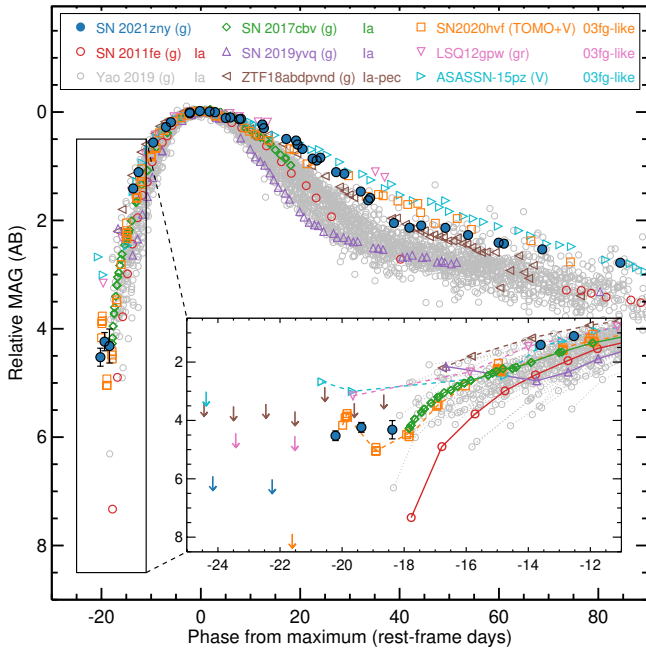 SN 2021zny (g) SN 2017cbv (g) Ia SN2020hvf (TOMO+V) 03fg-like
SN 2011fe (g) Ia SN 2019yvq (g) Ia LSQ12gpw (gr) 03fg-like
Yao 2019 (g) Ia ZTF18abdpvnd (g) Ia-pec ASASSN-15pz (V) 03fg-like
Relative MAG (AB)
0
2
4
6
8
2
4
6
8
-24 -22 -20 -18 -16 -14 -12
-20 0 20 40 60 80
Phase from maximum (rest-frame days)